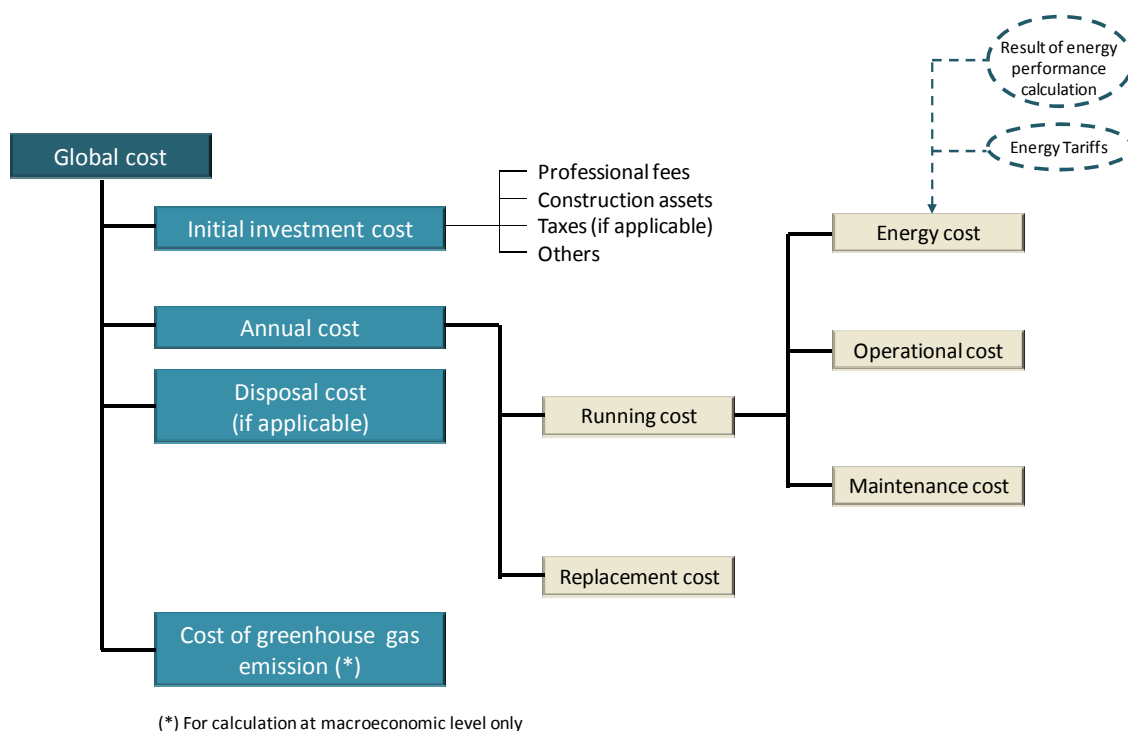 Result of energy
performance
calculation
Energy Tariffs
Global cost
Initial investment cost
Professional fees
Construction assets
Taxes (if applicable)
Others
Energy cost
Annual cost
Operational cost
Disposal cost
(if applicable)
Running cost
Maintenance cost
Replacement cost
Cost of greenhouse gas
emission (*)
(*) For calculation at macroeconomic level only